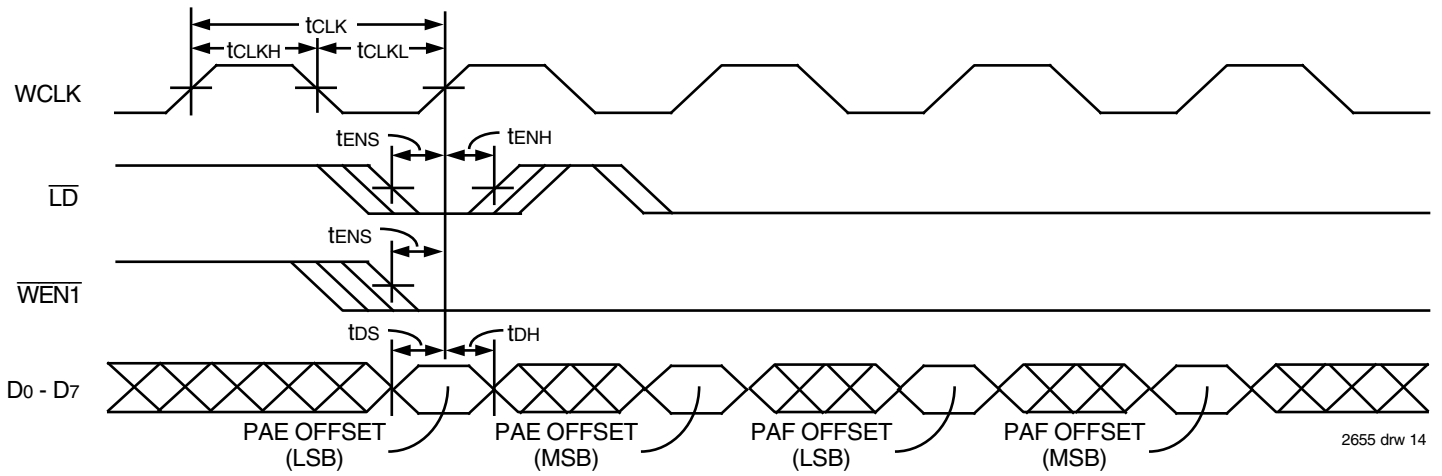 tCLK
tCLKH
tCLKL
WCLK
tENS
tENH
LD
tENS
WEN1
tDS
tDH
D0 - D7
PAE OFFSET
(LSB)
PAE OFFSET
(MSB)
PAF OFFSET
(LSB)
PAF OFFSET
(MSB)
2655 drw 14